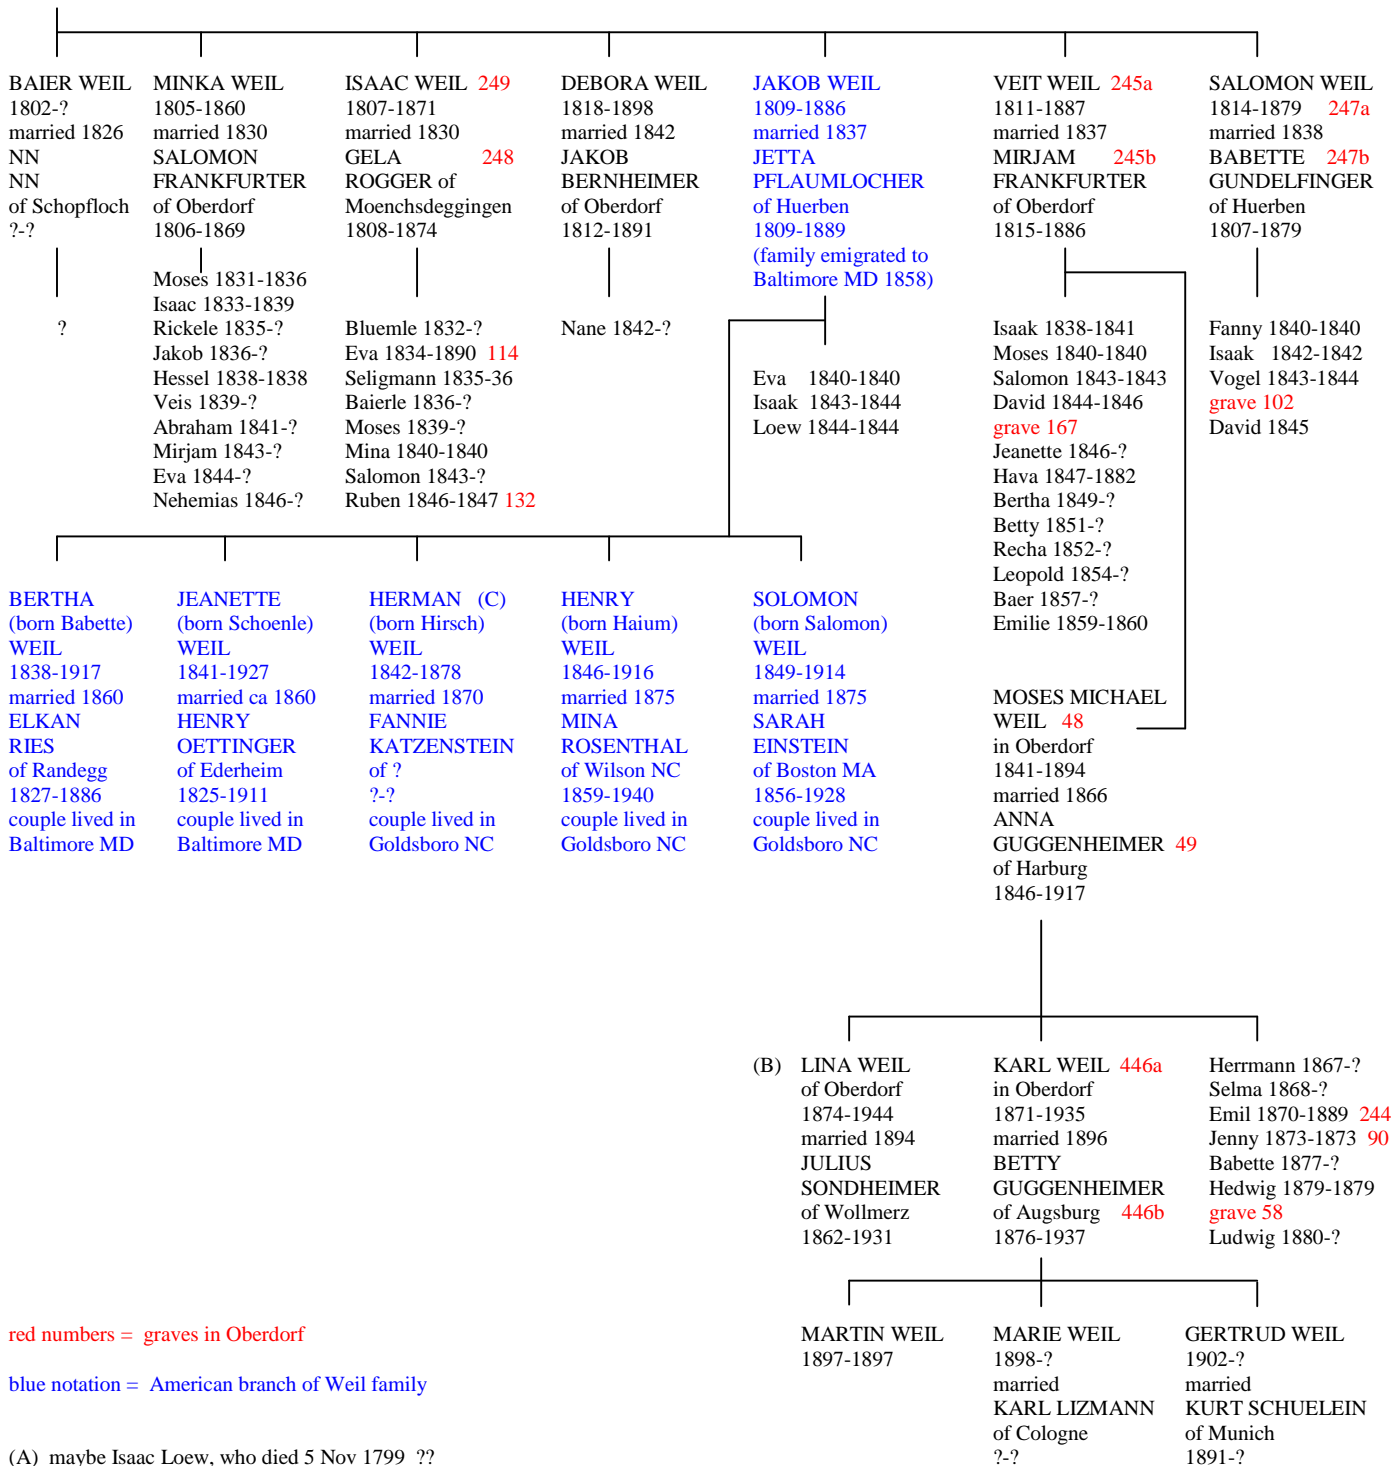 BAIER WEIL
1802-?
married 1826
NN
NN
of Schopfloch
?-?
?
MINKA WEIL
1805-1860
married 1830
SALOMON
FRANKFURTER
of Oberdorf
1806-1869
Moses 1831-1836
Isaac 1833-1839
Rickele 1835-?
Jakob 1836-?
Hessel 1838-1838
Veis 1839-?
Abraham 1841-?
Mirjam 1843-?
Eva 1844-?
Nehemias 1846-?
ISAAC WEIL 249
1807-1871
married 1830
GELA 248
ROGGER of
Moenchsdeggingen
1808-1874
Bluemle 1832-?
Eva 1834-1890 114
Seligmann 1835-36
Baierle 1836-?
Moses 1839-?
Mina 1840-1840
Salomon 1843-?
Ruben 1846-1847 132
DEBORA WEIL
1818-1898
married 1842
JAKOB
BERNHEIMER
of Oberdorf
1812-1891
Nane 1842-?
JAKOB WEIL
1809-1886
married 1837
JETTA
PFLAUMLOCHER
of Huerben
1809-1889
(family emigrated to
Baltimore MD 1858)
Eva 1840-1840
Isaak 1843-1844
Loew 1844-1844
VEIT WEIL 245a
1811-1887
married 1837
MIRJAM 245b
FRANKFURTER
of Oberdorf
1815-1886
Isaak 1838-1841
Moses 1840-1840
Salomon 1843-1843
David 1844-1846
grave 167
Jeanette 1846-?
Hava 1847-1882
Bertha 1849-?
Betty 1851-?
Recha 1852-?
Leopold 1854-?
Baer 1857-?
Emilie 1859-1860
SALOMON WEIL
1814-1879 247a
married 1838
BABETTE 247b
GUNDELFINGER
of Huerben
1807-1879
Fanny 1840-1840
Isaak 1842-1842
Vogel 1843-1844
grave 102
David 1845
BERTHA
(born Babette)
WEIL
1838-1917
married 1860
ELKAN
RIES
of Randegg
1827-1886
couple lived in
Baltimore MD
JEANETTE
(born Schoenle)
WEIL
1841-1927
married ca 1860
HENRY
OETTINGER
of Ederheim
1825-1911
couple lived in
Baltimore MD
HERMAN (C)
(born Hirsch)
WEIL
1842-1878
married 1870
FANNIE
KATZENSTEIN
of ?
?-?
couple lived in
Goldsboro NC
HENRY
(born Haium)
WEIL
1846-1916
married 1875
MINA
ROSENTHAL
of Wilson NC
1859-1940
couple lived in
Goldsboro NC
SOLOMON
(born Salomon)
WEIL
1849-1914
married 1875
SARAH
EINSTEIN
of Boston MA
1856-1928
couple lived in
Goldsboro NC
MOSES MICHAEL
WEIL 48
in Oberdorf
1841-1894
married 1866
ANNA
GUGGENHEIMER 49
of Harburg
1846-1917
(B) LINA WEIL
of Oberdorf
1874-1944
married 1894
JULIUS
SONDHEIMER
of Wollmerz
1862-1931
KARL WEIL 446a
in Oberdorf
1871-1935
married 1896
BETTY
GUGGENHEIMER
of Augsburg 446b
1876-1937
Herrmann 1867-?
Selma 1868-?
Emil 1870-1889 244
Jenny 1873-1873 90
Babette 1877-?
Hedwig 1879-1879
grave 58
Ludwig 1880-?
MARTIN WEIL
1897-1897
MARIE WEIL
1898-?
married
KARL LIZMANN
of Cologne
?-?
GERTRUD WEIL
1902-?
married
KURT SCHUELEIN
of Munich
1891-?
red numbers = graves in Oberdorf
blue notation = American branch of Weil family
(A) maybe Isaac Loew, who died 5 Nov 1799 ??